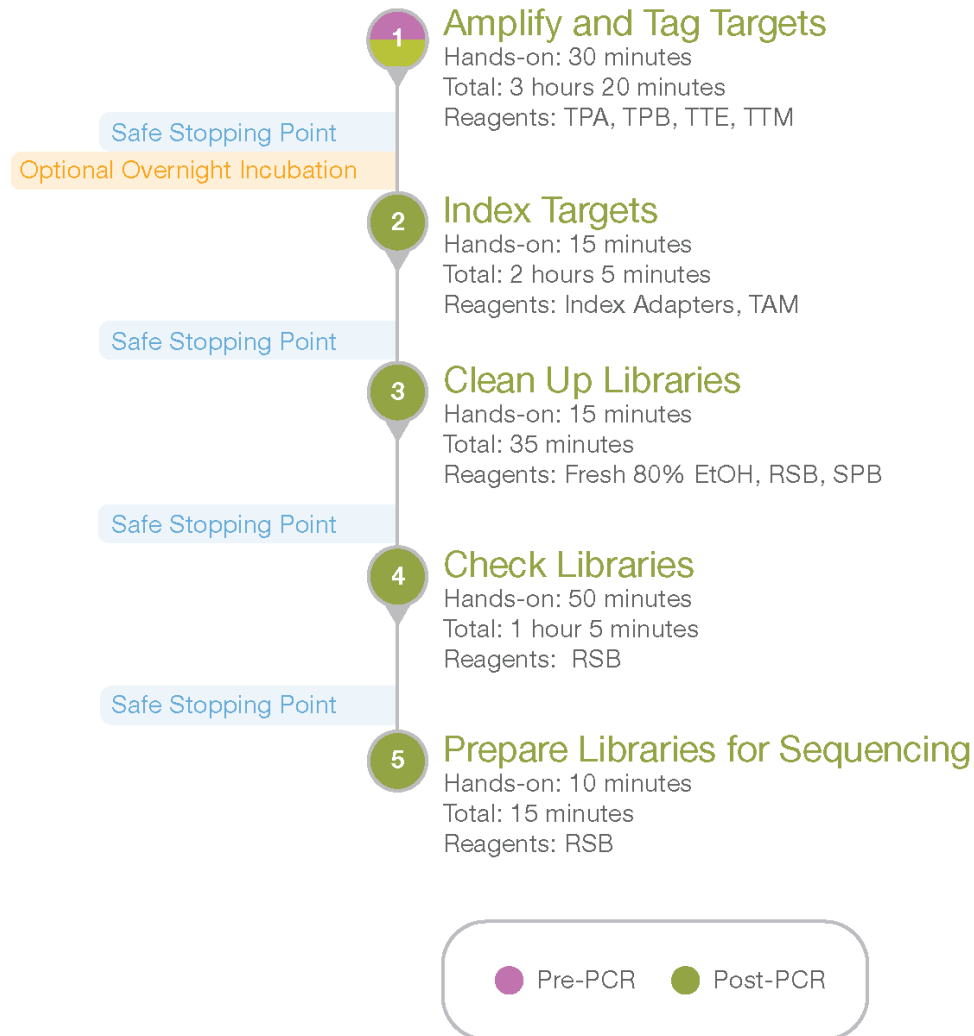 1
Amplify and Tag Targets
Hands-on: 30 minutes
Total: 3 hours 20 minutes
Reagents: TPA, TPB, TTE, TTM
Safe Stopping Point
Optional Overnight Incubation
2
Index Targets
Hands-on: 15 minutes
Total: 2 hours 5 minutes
Reagents: Index Adapters, TAM
Safe Stopping Point
3
Clean Up Libraries
Hands-on: 15 minutes
Total: 35 minutes
Reagents: Fresh 80% EtOH, RSB, SPB
Safe Stopping Point
4
Check Libraries
Hands-on: 50 minutes
Total: 1 hour 5 minutes
Reagents: RSB
Safe Stopping Point
5
Prepare Libraries for Sequencing
Hands-on: 10 minutes
Total: 15 minutes
Reagents: RSB
Pre-PCR Post-PCR